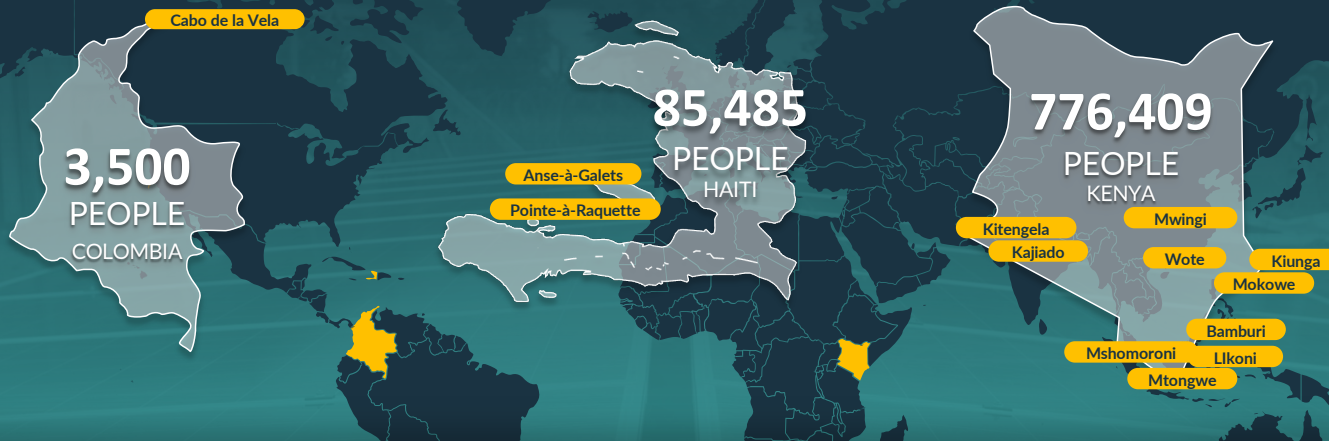 Cabo de la Vela
3,500
PEOPLE
COLOMBIA
85,485
PEOPLE
HAITI
Anse-à-Galets
Pointe-à-Raquette
776,409
PEOPLE
KENYA
Mwingi
Kitengela
Kajiado
Wote
Kiunga
Mokowe
Bamburi
Mshomoroni
LIkoni
Mtongwe